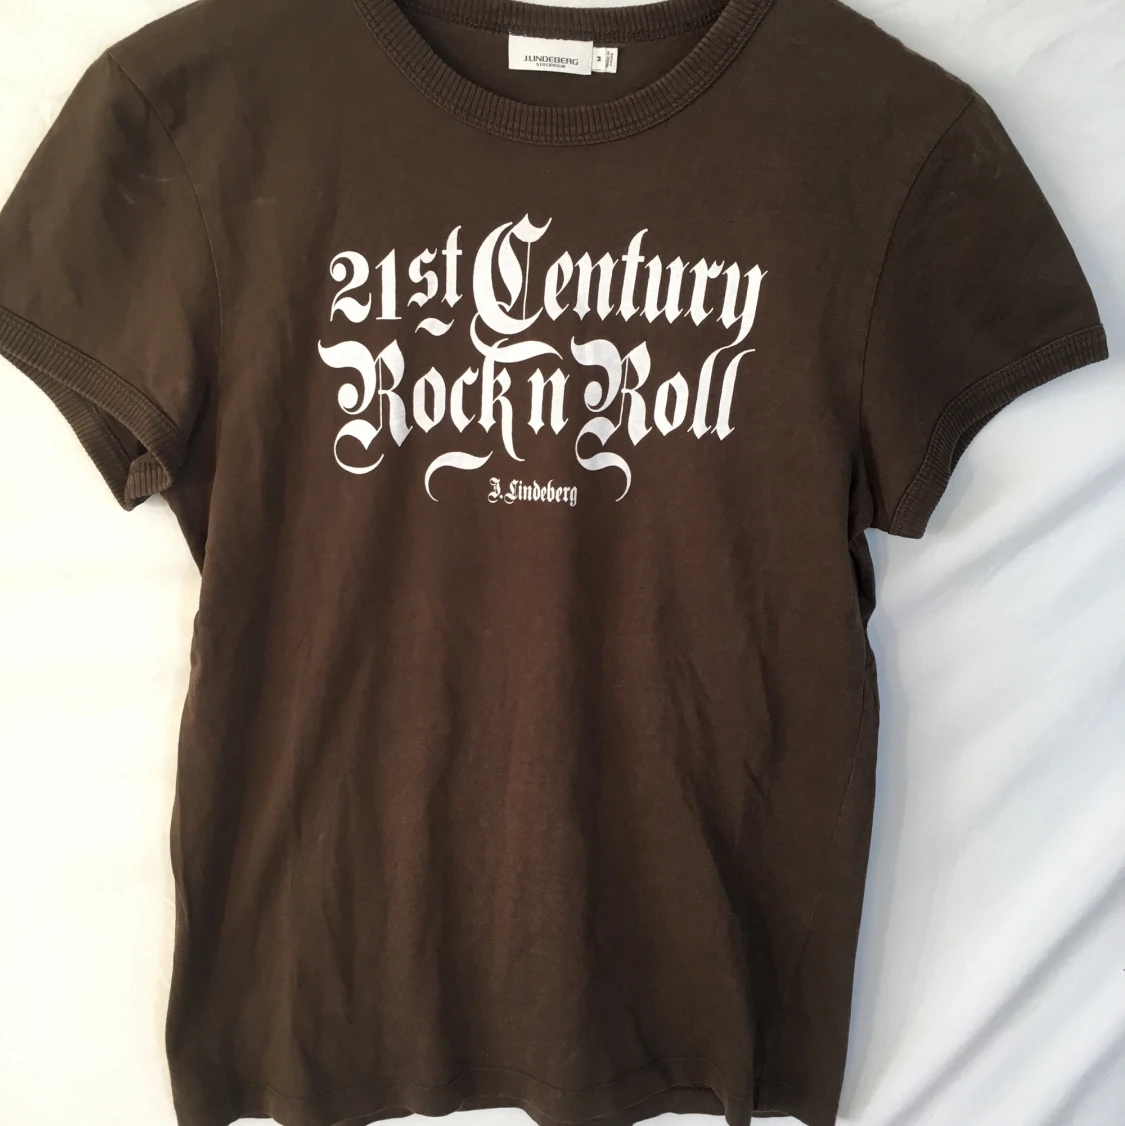 J.LINDEBERG
STOCKHOLM
M
21st Century
Rock n Roll
J. Lindeberg